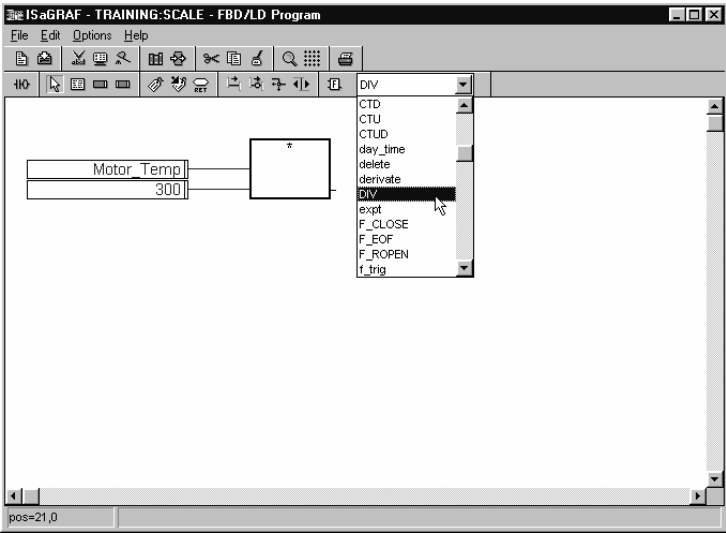 ISaGRAF - TRAINING:SCALE - FBD/LD Program
File Edit Options Help
RET
F
DIV
CTD
CTU
CTUD
day_time
delete
derivate
DIV
expt
F_CLOSE
F_EOF
F_ROPEN
f_trig
*
Motor_Temp
300
pos=21,0